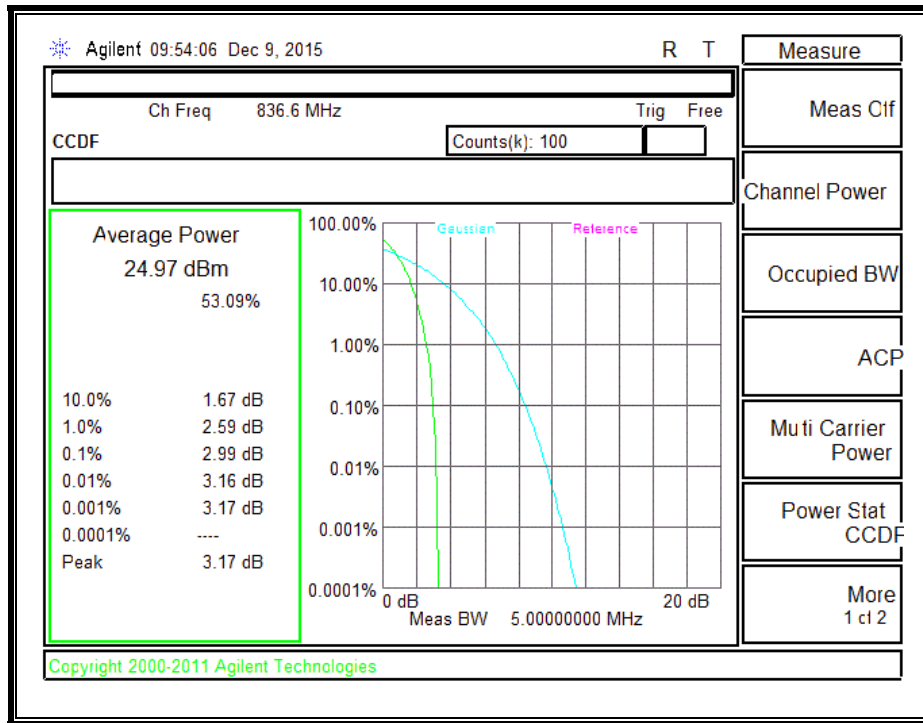 Agilent 09:54:06 Dec 9, 2015 R T
Measure
Ch Freq 836.6 MHz Trig Free
CCDF Counts(k): 100
Meas Off
Channel Power
Occupied BW
ACP
Multi Carrier
Power
Power Stat
CCDF
More
1 of 2
Average Power
24.97 dBm
53.09%
10.0% 1.67 dB
1.0% 2.59 dB
0.1% 2.99 dB
0.01% 3.16 dB
0.001% 3.17 dB
0.0001% ----
Peak 3.17 dB
Gaussian Reference
100.00%
10.00%
1.00%
0.10%
0.01%
0.001%
0.0001%
0 dB 20 dB
Meas BW 5.00000000 MHz
Copyright 2000-2011 Agilent Technologies